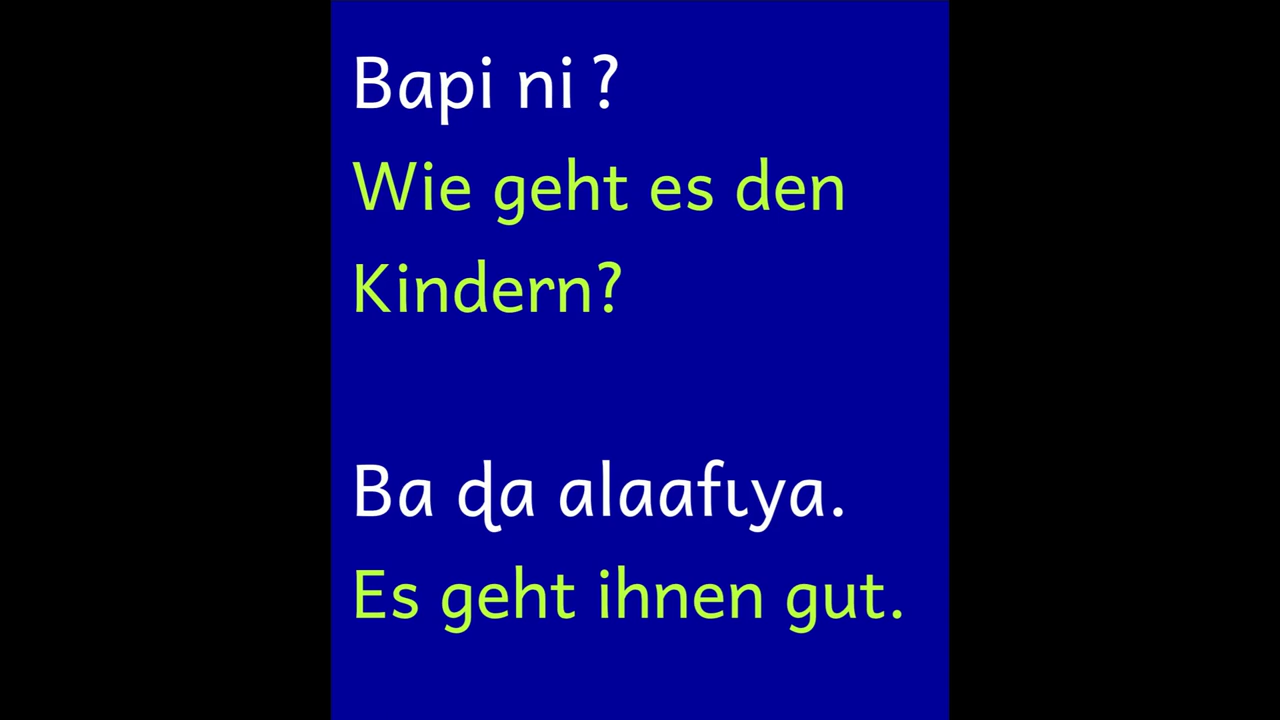 Bapi ni ?
Wie geht es den
Kindern?
Ba ɖa alaafɩya.
Es geht ihnen gut.